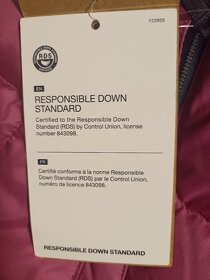 F22RDS
RDS
EN
RESPONSIBLE DOWN
STANDARD
Certified to the Responsible Down
Standard (RDS) by Control Union, license
number 843098.
FR
Certifié conforme à la norme Responsible
Down Standard (RDS) par le Control Union,
numéro de licence 843098.
RESPONSIBLE DOWN STANDARD